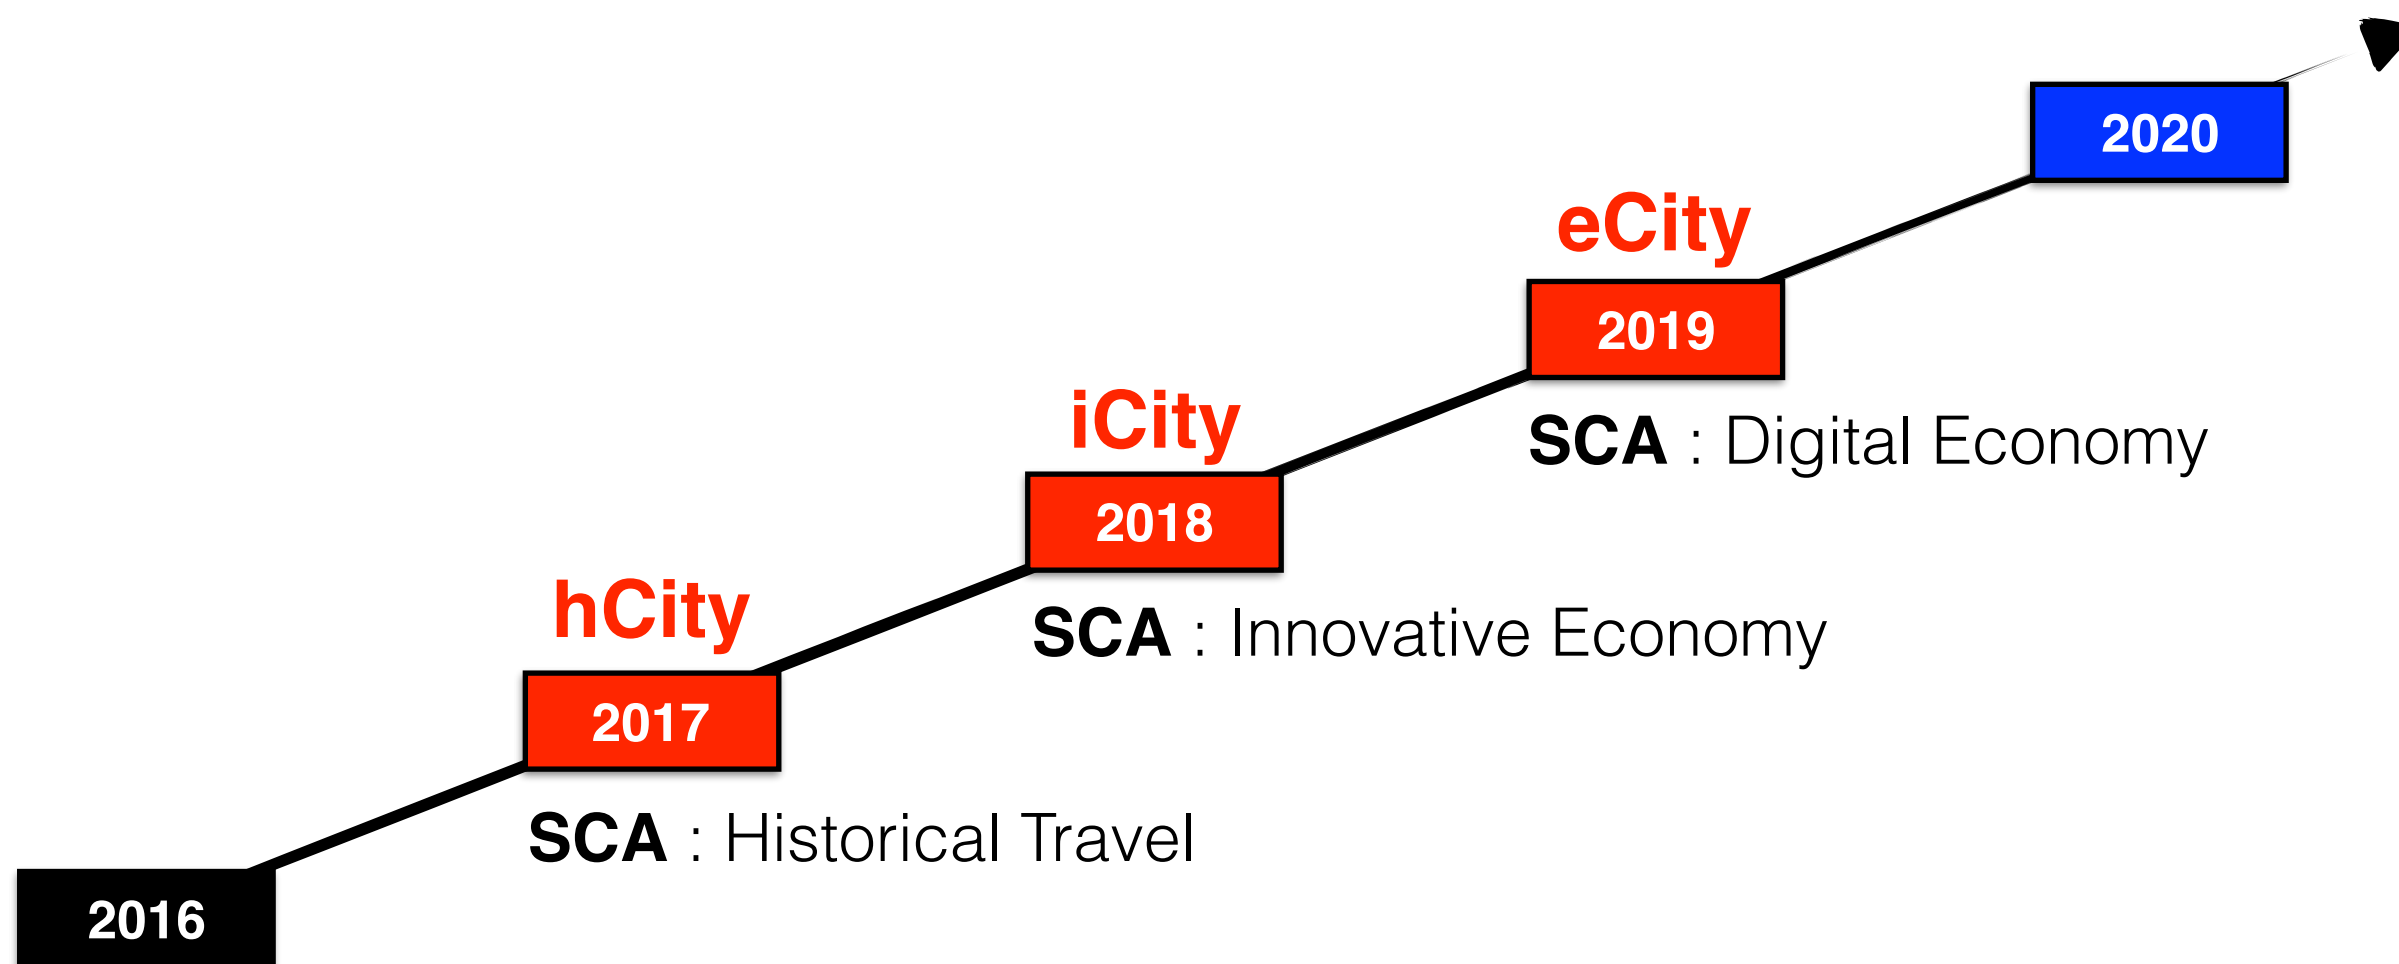 2020
eCity
2019
SCA : Digital Economy
iCity
2018
SCA : Innovative Economy
hCity
2017
SCA : Historical Travel
2016